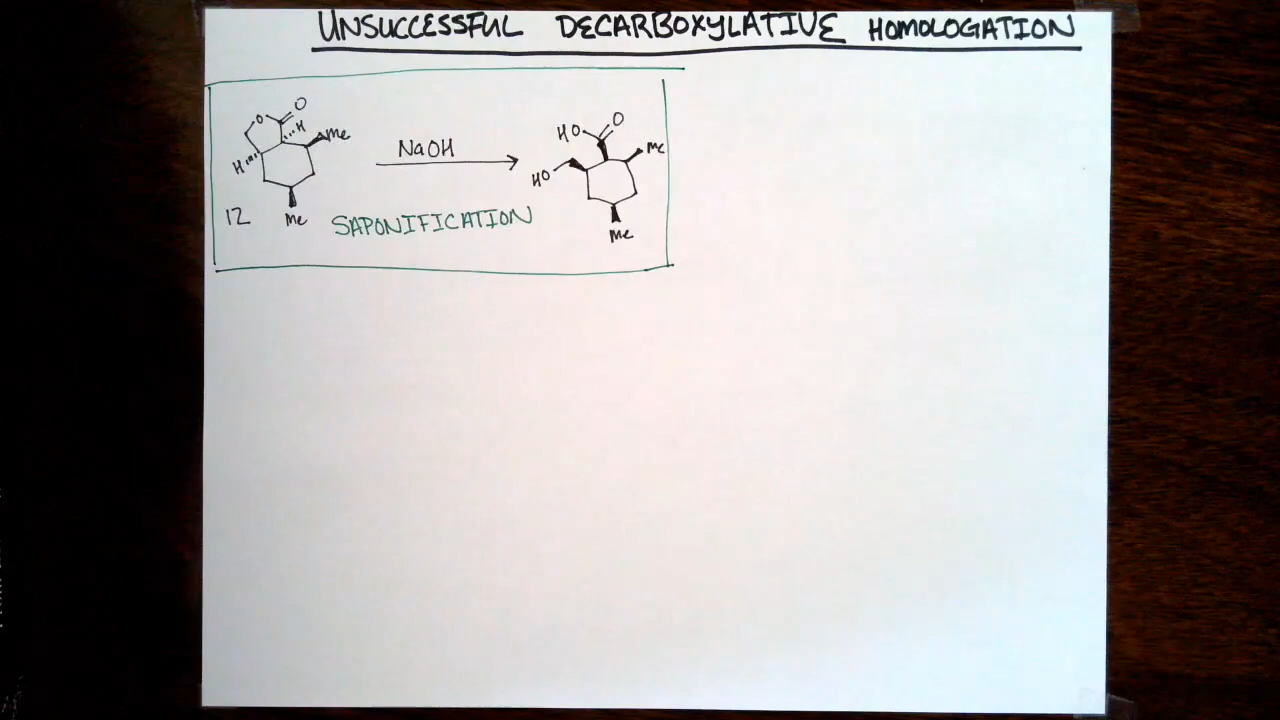 UNSUCCESSFUL DECARBOXYLATIVE HOMOLOGATION
O
O
H
Me
H
Me
12
NaOH
SAPONIFICATION
HO
O
Me
HO
Me